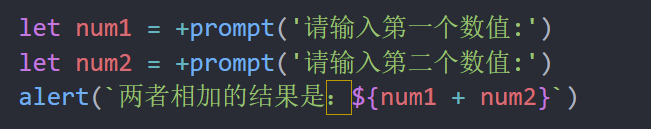 let num1 = +prompt('请输入第一个数值:')
let num2 = +prompt('请输入第二个数值:')
alert(`两者相加的结果是：${num1 + num2}`)